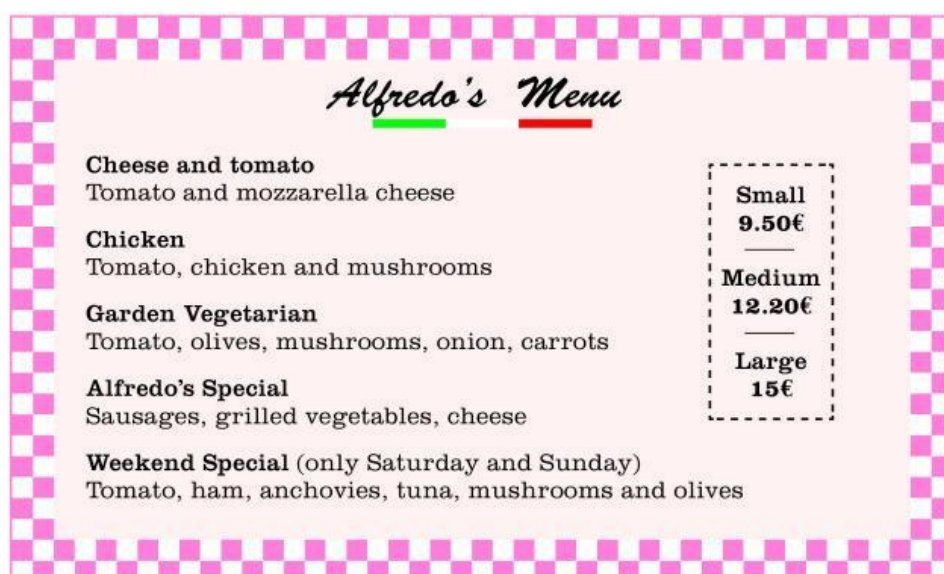 Alfredo's Menu
Cheese and tomato
Tomato and mozzarella cheese
Chicken
Tomato, chicken and mushrooms
Garden Vegetarian
Tomato, olives, mushrooms, onion, carrots
Alfredo's Special
Sausages, grilled vegetables, cheese
Weekend Special (only Saturday and Sunday)
Tomato, ham, anchovies, tuna, mushrooms and olives
Small
9.50€
Medium
12.20€
Large
15€